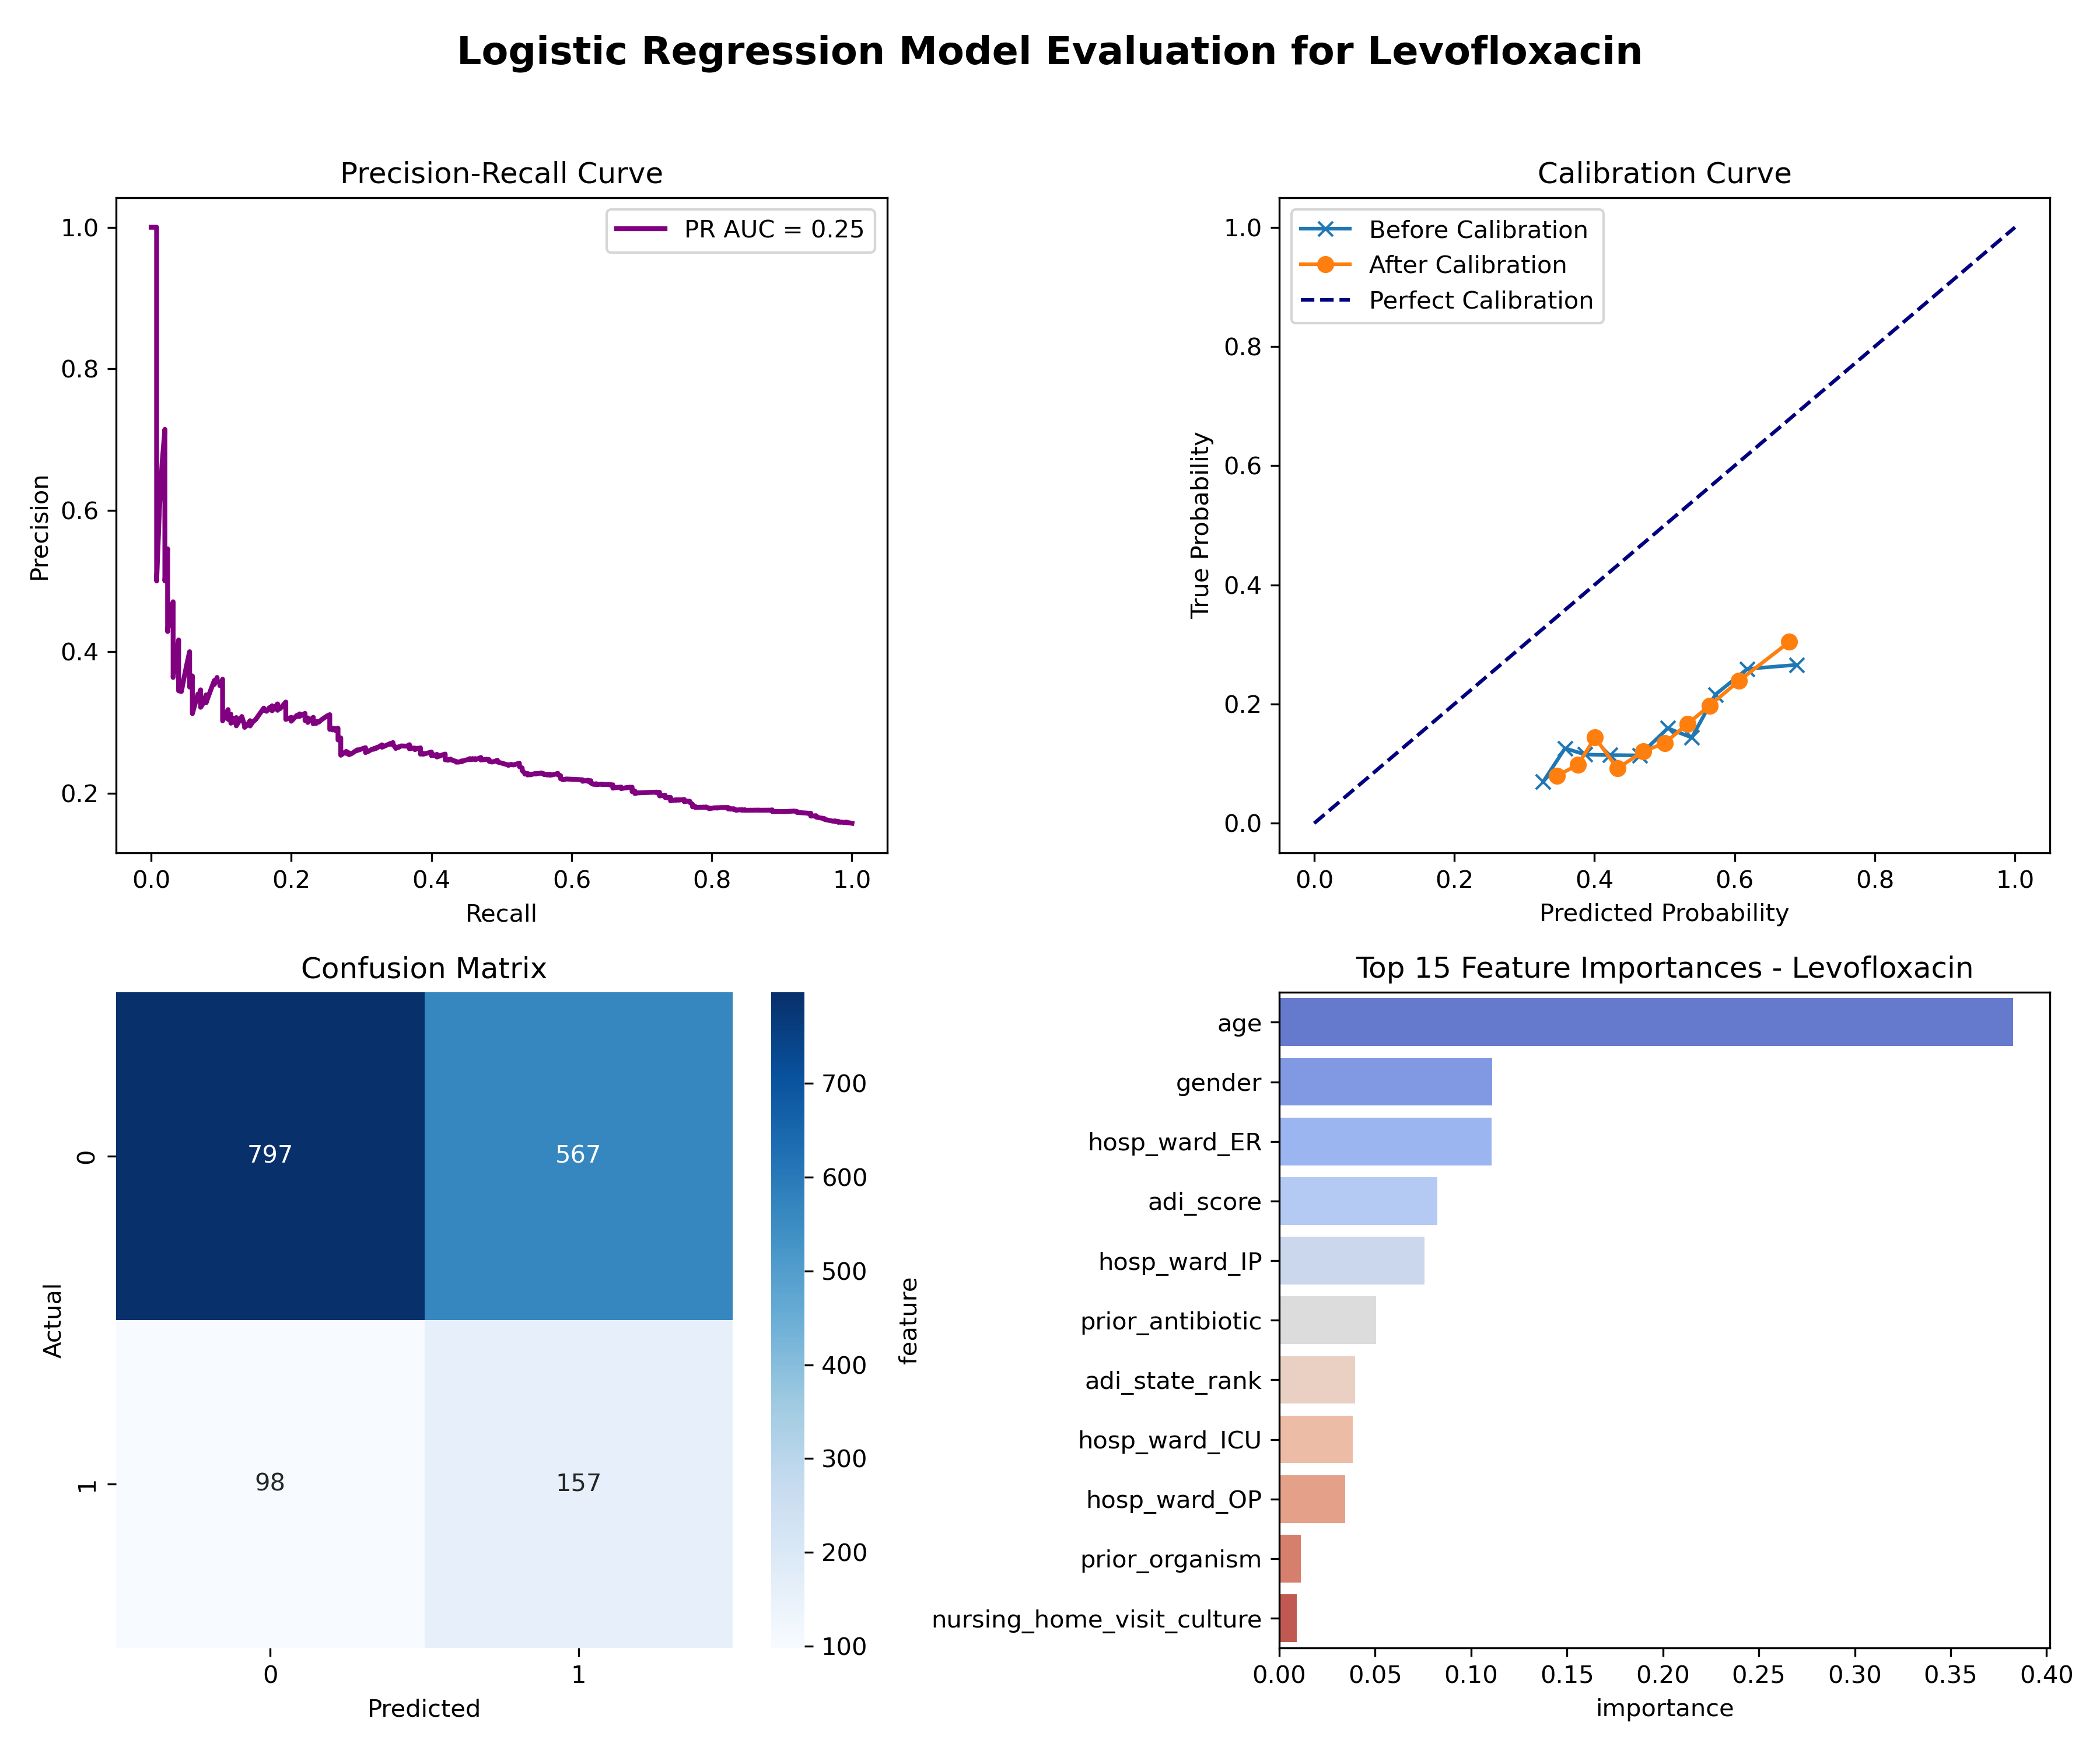 Logistic Regression Model Evaluation for Levofloxacin
Precision-Recall Curve
PR AUC = 0.25
1.0
0.8
0.6
0.4
0.2
Precision
0.0 0.2 0.4 0.6 0.8 1.0
Recall
Calibration Curve
Before Calibration
After Calibration
Perfect Calibration
1.0
0.8
0.6
0.4
0.2
0.0
True Probability
0.0 0.2 0.4 0.6 0.8 1.0
Predicted Probability
Confusion Matrix
797 567
98 157
0
1
Actual
0 1
Predicted
700
600
500
400
300
200
100
Top 15 Feature Importances - Levofloxacin
feature
age
gender
hosp_ward_ER
adi_score
hosp_ward_IP
prior_antibiotic
adi_state_rank
hosp_ward_ICU
hosp_ward_OP
prior_organism
nursing_home_visit_culture
0.00 0.05 0.10 0.15 0.20 0.25 0.30 0.35 0.40
importance